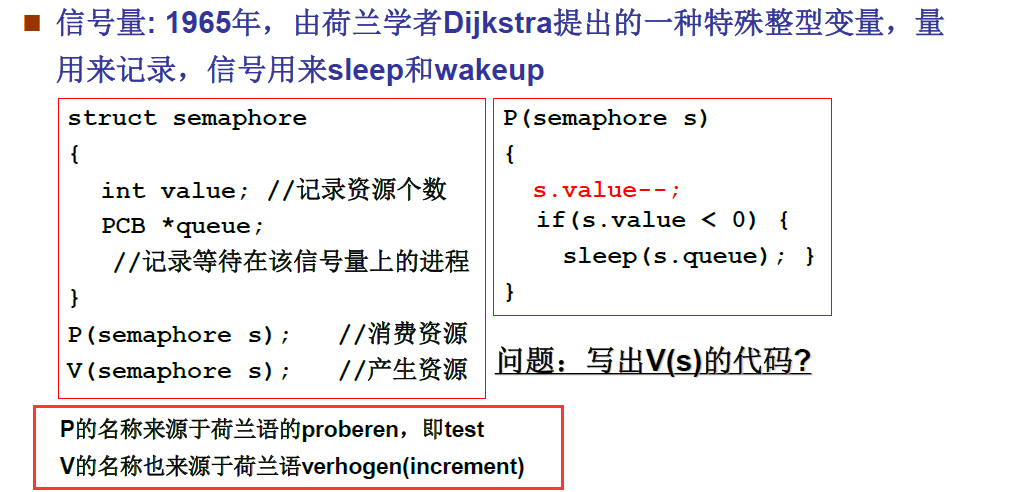 ■ 信号量: 1965年，由荷兰学者Dijkstra提出的一种特殊整型变量，量
用来记录，信号用来sleep和wakeup
struct semaphore
{
int value; //记录资源个数
PCB *queue;
//记录等待在该信号量上的进程
}
P(semaphore s); //消费资源
V(semaphore s); //产生资源
P(semaphore s)
{
s.value--;
if(s.value < 0) {
sleep(s.queue); }
}
问题：写出V(s)的代码?
P的名称来源于荷兰语的proberen，即test
V的名称也来源于荷兰语verhogen(increment)